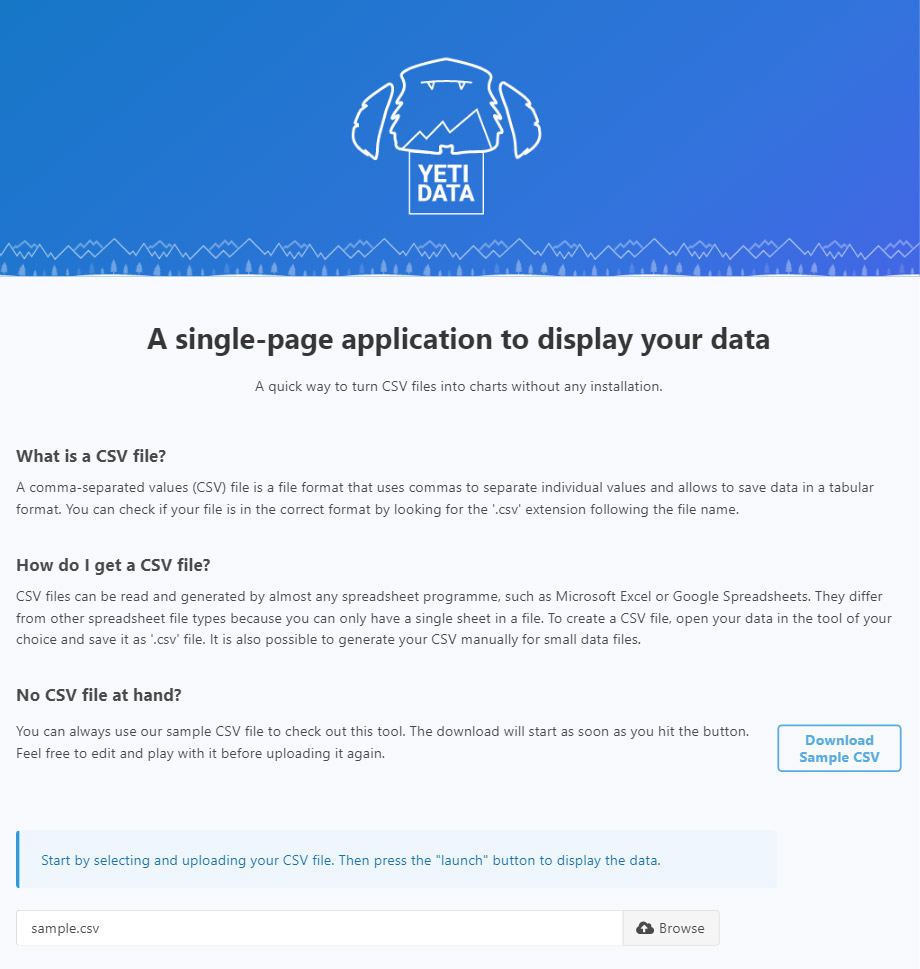 YETI
DATA
A single-page application to display your data
A quick way to turn CSV files into charts without any installation.
What is a CSV file?
A comma-separated values (CSV) file is a file format that uses commas to separate individual values and allows to save data in a tabular
format. You can check if your file is in the correct format by looking for the '.csv' extension following the file name.
How do I get a CSV file?
CSV files can be read and generated by almost any spreadsheet programme, such as Microsoft Excel or Google Spreadsheets. They differ
from other spreadsheet file types because you can only have a single sheet in a file. To create a CSV file, open your data in the tool of your
choice and save it as '.csv' file. It is also possible to generate your CSV manually for small data files.
No CSV file at hand?
You can always use our sample CSV file to check out this tool. The download will start as soon as you hit the button.
Feel free to edit and play with it before uploading it again.
Download
Sample CSV
Start by selecting and uploading your CSV file. Then press the "launch" button to display the data.
sample.csv
Browse